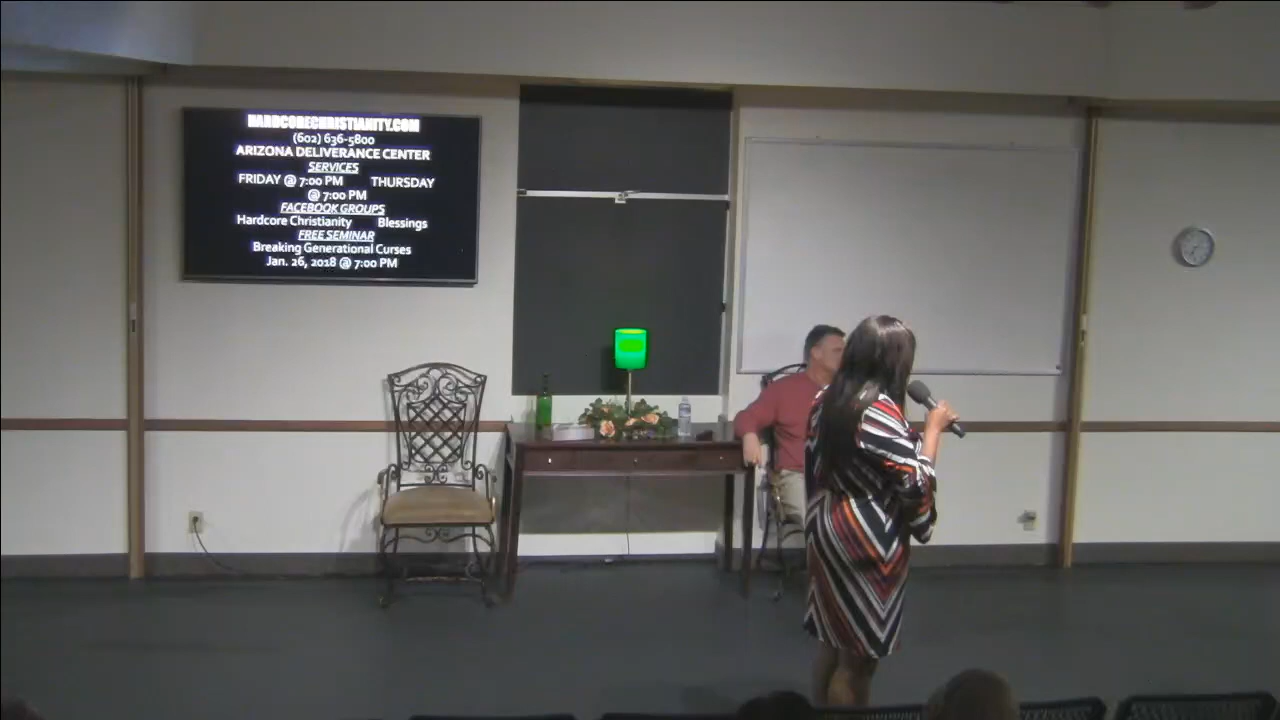 HARDCORECHRISTIANITY.COM
(602) 636-5800
ARIZONA DELIVERANCE CENTER
SERVICES
FRIDAY @ 7:00 PM THURSDAY
@ 7:00 PM
FACEBOOK GROUPS
Hardcore Christianity Blessings
FREE SEMINAR
Breaking Generational Curses
Jan. 26, 2018 @ 7:00 PM